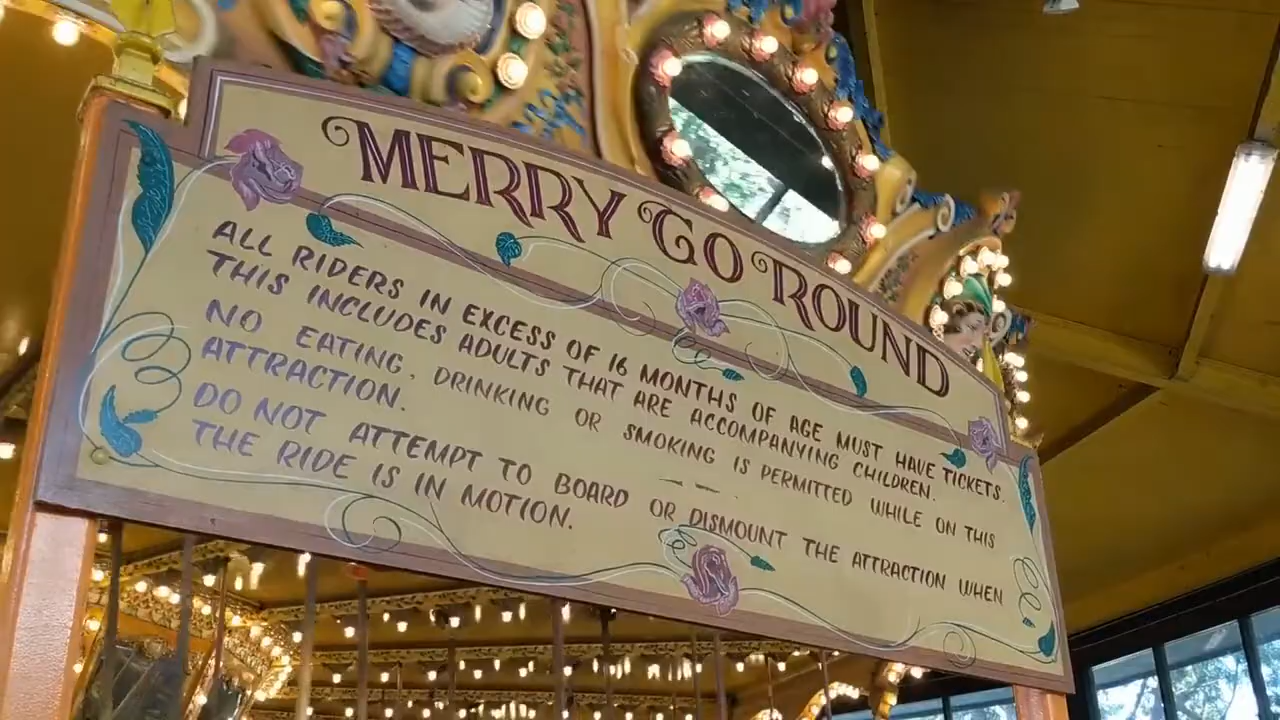 MERRY GO ROUND
ALL RIDERS IN EXCESS OF 16 MONTHS OF AGE MUST HAVE TICKETS.
THIS INCLUDES ADULTS THAT ARE ACCOMPANYING CHILDREN.
NO EATING, DRINKING OR SMOKING IS PERMITTED WHILE ON THIS
ATTRACTION.
DO NOT ATTEMPT TO BOARD OR DISMOUNT THE ATTRACTION WHEN
THE RIDE IS IN MOTION.